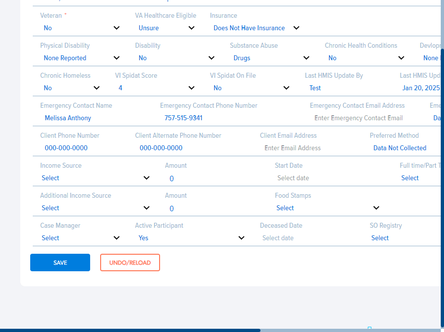 Veteran * VA Healthcare Eligible Insurance
No Unsure Does Not Have Insurance
Physical Disability Disability Substance Abuse Chronic Health Conditions
None Reported No Drugs No None
Chronic Homeless VI Spidat Score VI Spidat On File Last HMIS Update By Last HMIS
No 4 No Test Jan 20, 2025
Emergency Contact Name Emergency Contact Phone Number Emergency Contact Email Address
Melissa Anthony 757-515-9341 Enter Emergency Contact Email Da
Client Phone Number Client Alternate Phone Number Client Email Address Preferred Method
000-000-0000 000-000-0000 Enter Email Address Data Not Collected
Income Source Amount Start Date Full time/Part T
Select 0 Select date Select
Additional Income Source Amount Food Stamps
Select 0 Select
Case Manager Active Participant Deceased Date SO Registry
Select Yes Select date Select
SAVE UNDO/RELOAD